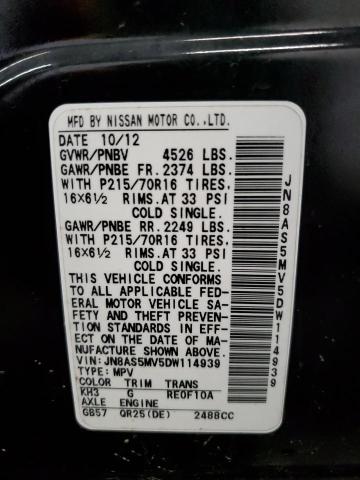 MFD BY NISSAN MOTOR CO.,LTD.
DATE 10/12
GVWR/PNBV 4526 LBS.
GAWR/PNBE FR. 2374 LBS.
WITH P215/70R16 TIRES,
16X6½ RIMS.AT 33 PSI
COLD SINGLE.
GAWR/PNBE RR. 2249 LBS.
WITH P215/70R16 TIRES,
16X6½ RIMS.AT 33 PSI
COLD SINGLE.
THIS VEHICLE CONFORMS
TO ALL APPLICABLE FED-
ERAL MOTOR VEHICLE SA-
FETY AND THEFT PREVEN-
TION STANDARDS IN EFF-
ECT ON THE DATE OF MA-
NUFACTURE SHOWN ABOVE.
VIN:JN8AS5MV5DW114939
TYPE:MPV
COLOR TRIM TRANS
KH3 G RE0F10A
AXLE ENGINE
GB57 QR25(DE) 2488CC
JN8AS5MV5DW114939